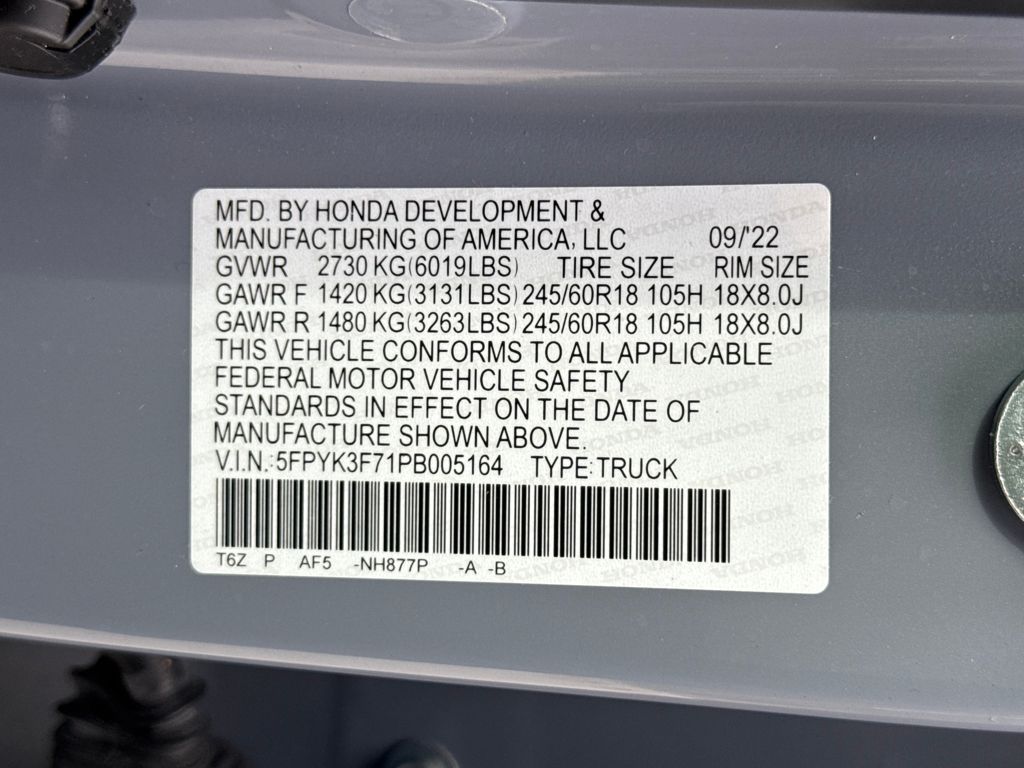 MFD. BY HONDA DEVELOPMENT &
MANUFACTURING OF AMERICA, LLC 09/'22
GVWR 2730 KG(6019LBS) TIRE SIZE RIM SIZE
GAWR F 1420 KG(3131LBS) 245/60R18 105H 18X8.0J
GAWR R 1480 KG(3263LBS) 245/60R18 105H 18X8.0J
THIS VEHICLE CONFORMS TO ALL APPLICABLE
FEDERAL MOTOR VEHICLE SAFETY
STANDARDS IN EFFECT ON THE DATE OF
MANUFACTURE SHOWN ABOVE.
V.I.N.:5FPYK3F71PB005164 TYPE:TRUCK
T6Z P AF5 -NH877P -A -B